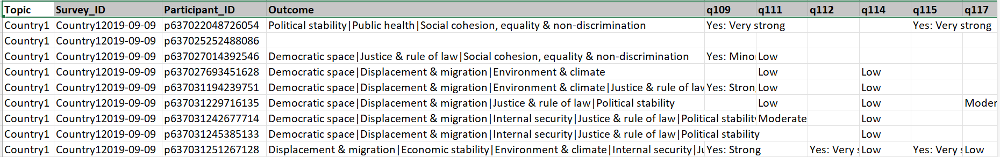 Topic Survey_ID Participant_ID Outcome q109 q111 q112 q114 q115 q117
Country1 Country12019-09-09 p637022048726054 Political stability|Public health|Social cohesion, equality & non-discrimination Yes: Very strong Yes: Very strong
Country1 Country12019-09-09 p637025252488086
Country1 Country12019-09-09 p637027014392546 Democratic space|Justice & rule of law|Social cohesion, equality & non-discrimination Yes: Mino Low
Country1 Country12019-09-09 p637027693451628 Democratic space|Displacement & migration|Environment & climate Low Low
Country1 Country12019-09-09 p637031194239751 Democratic space|Displacement & migration|Environment & climate|Justice & rule of law Yes: Stron Low Low
Country1 Country12019-09-09 p637031229716135 Democratic space|Displacement & migration|Justice & rule of law|Political stability Low Low Moder
Country1 Country12019-09-09 p637031242677714 Democratic space|Displacement & migration|Internal security|Justice & rule of law|Political stability Moderate Low
Country1 Country12019-09-09 p637031245385133 Democratic space|Displacement & migration|Internal security|Justice & rule of law|Political stability Low
Country1 Country12019-09-09 p637031251267128 Displacement & migration|Economic stability|Environment & climate|Internal security|Ju Yes: Strong Yes: Very s Low Yes: Very s Low